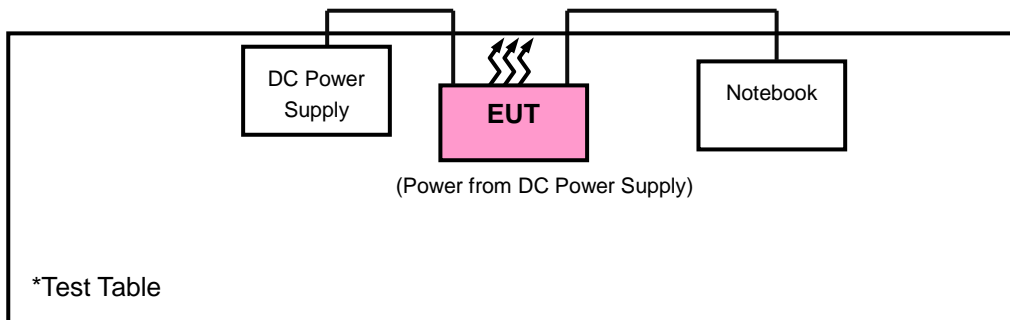 DC Power
Supply
EUT
Notebook
(Power from DC Power Supply)
*Test Table